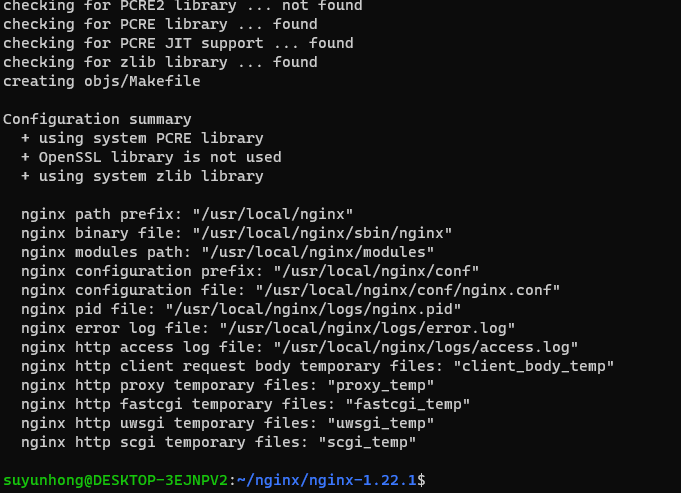 checking for PCRE2 library ... not found
checking for PCRE library ... found
checking for PCRE JIT support ... found
checking for zlib library ... found
creating objs/Makefile

Configuration summary
  + using system PCRE library
  + OpenSSL library is not used
  + using system zlib library

  nginx path prefix: "/usr/local/nginx"
  nginx binary file: "/usr/local/nginx/sbin/nginx"
  nginx modules path: "/usr/local/nginx/modules"
  nginx configuration prefix: "/usr/local/nginx/conf"
  nginx configuration file: "/usr/local/nginx/conf/nginx.conf"
  nginx pid file: "/usr/local/nginx/logs/nginx.pid"
  nginx error log file: "/usr/local/nginx/logs/error.log"
  nginx http access log file: "/usr/local/nginx/logs/access.log"
  nginx http client request body temporary files: "client_body_temp"
  nginx http proxy temporary files: "proxy_temp"
  nginx http fastcgi temporary files: "fastcgi_temp"
  nginx http uwsgi temporary files: "uwsgi_temp"
  nginx http scgi temporary files: "scgi_temp"

suyunhong@DESKTOP-3EJNPV2:~/nginx/nginx-1.22.1$